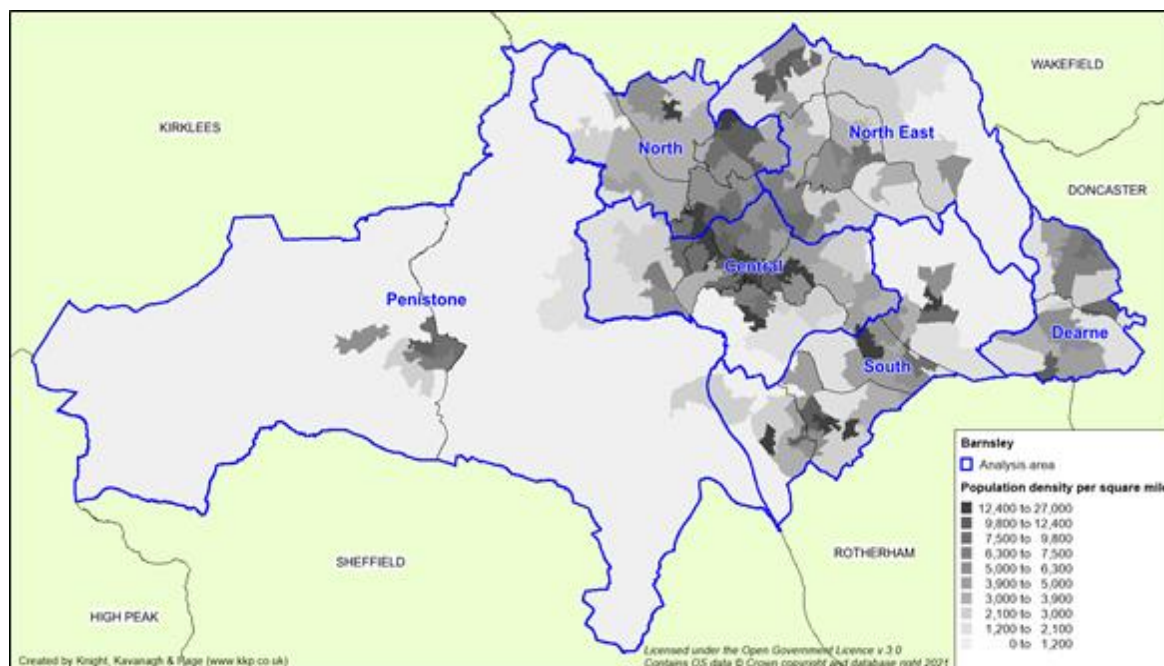 WAKEFIELD
KIRKLEES
North East
North
DONCASTER
Central
Penistone
Dearne
South
Barnsley
Analysis area
Population density per square mile
12,400 to 27,000
9,800 to 12,400
7,500 to 9,800
6,300 to 7,500
5,000 to 6,300
3,900 to 5,000
3,000 to 3,900
2,100 to 3,000
1,200 to 2,100
0 to 1,200
ROTHERHAM
SHEFFIELD
HIGH PEAK
Created by Knight, Kavanagh & Page (www.kkp.co.uk)
Licensed under the Open Government Licence v 3.0
Contains OS data © Crown copyright and database right 2021